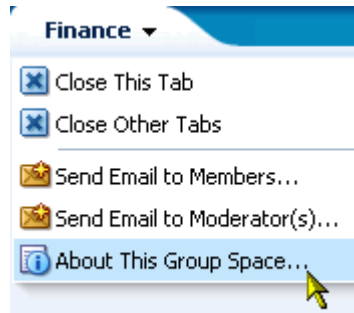 Finance
Close This Tab
Close Other Tabs
Send Email to Members...
Send Email to Moderator(s)...
About This Group Space...